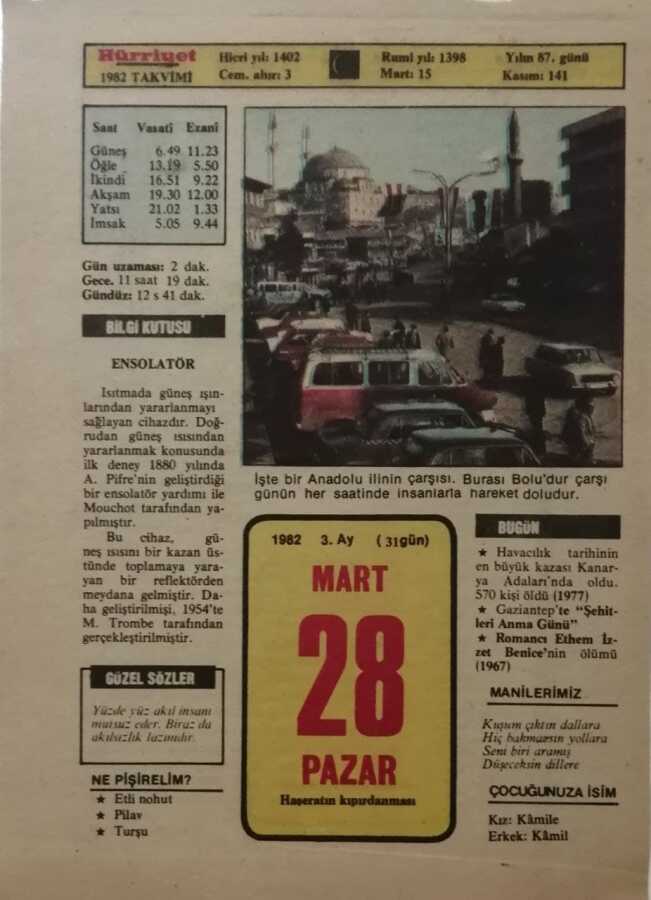 Hürriyet
1982 TAKVİMİ
Hicri yıl: 1402
Cem. ahır: 3
Rumi yıl: 1398
Mart: 15
Yılın 87. günü
Kasım: 141
Saat Vasatî Ezanî
Güneş 6.49 11.23
Öğle 13.19 5.50
İkindi 16.51 9.22
Akşam 19.30 12.00
Yatsı 21.02 1.33
İmsak 5.05 9.44
Gün uzaması: 2 dak.
Gece. 11 saat 19 dak.
Gündüz: 12 s 41 dak.
BİLGİ KUTUSU
ENSOLATÖR
Isıtmada güneş ışın-
larından yararlanmayı
sağlayan cihazdır. Doğ-
rudan güneş ısısından
yararlanmak konusunda
ilk deney 1880 yılında
A. Pifre'nin geliştirdiği
bir ensolatör yardımı ile
Mouchot tarafından ya-
pılmıştır.
Bu cihaz, gü-
neş ısısını bir kazan üs-
tünde toplamaya yara-
yan bir reflektörden
meydana gelmiştir. Da-
ha geliştirilmişi, 1954'te
M. Trombe tarafından
gerçekleştirilmiştir.
GÜZEL SÖZLER
Yüzde yüz akıl insanı
mutsuz eder. Biraz da
akılsızlık lazımdır.
NE PİŞİRELİM?
★ Etli nohut
★ Pilav
★ Turşu
İşte bir Anadolu ilinin çarşısı. Burası Bolu'dur çarşı
günün her saatinde insanlarla hareket doludur.
1982 3. Ay (31gün)
MART
28
PAZAR
Haşeratın kıpırdanması
BUGÜN
★ Havacılık tarihinin
en büyük kazası Kanar-
ya Adaları'nda oldu.
570 kişi öldü (1977)
★ Gaziantep'te "Şehit-
leri Anma Günü"
★ Romancı Ethem İz-
zet Benice'nin ölümü
(1967)
MANİLERİMİZ
Kuşum çıktın dallara
Hiç bakmazsın yollara
Seni biri aramış
Düşeceksin dillere
ÇOCUĞUNUZA İSİM
Kız: Kâmile
Erkek: Kâmil